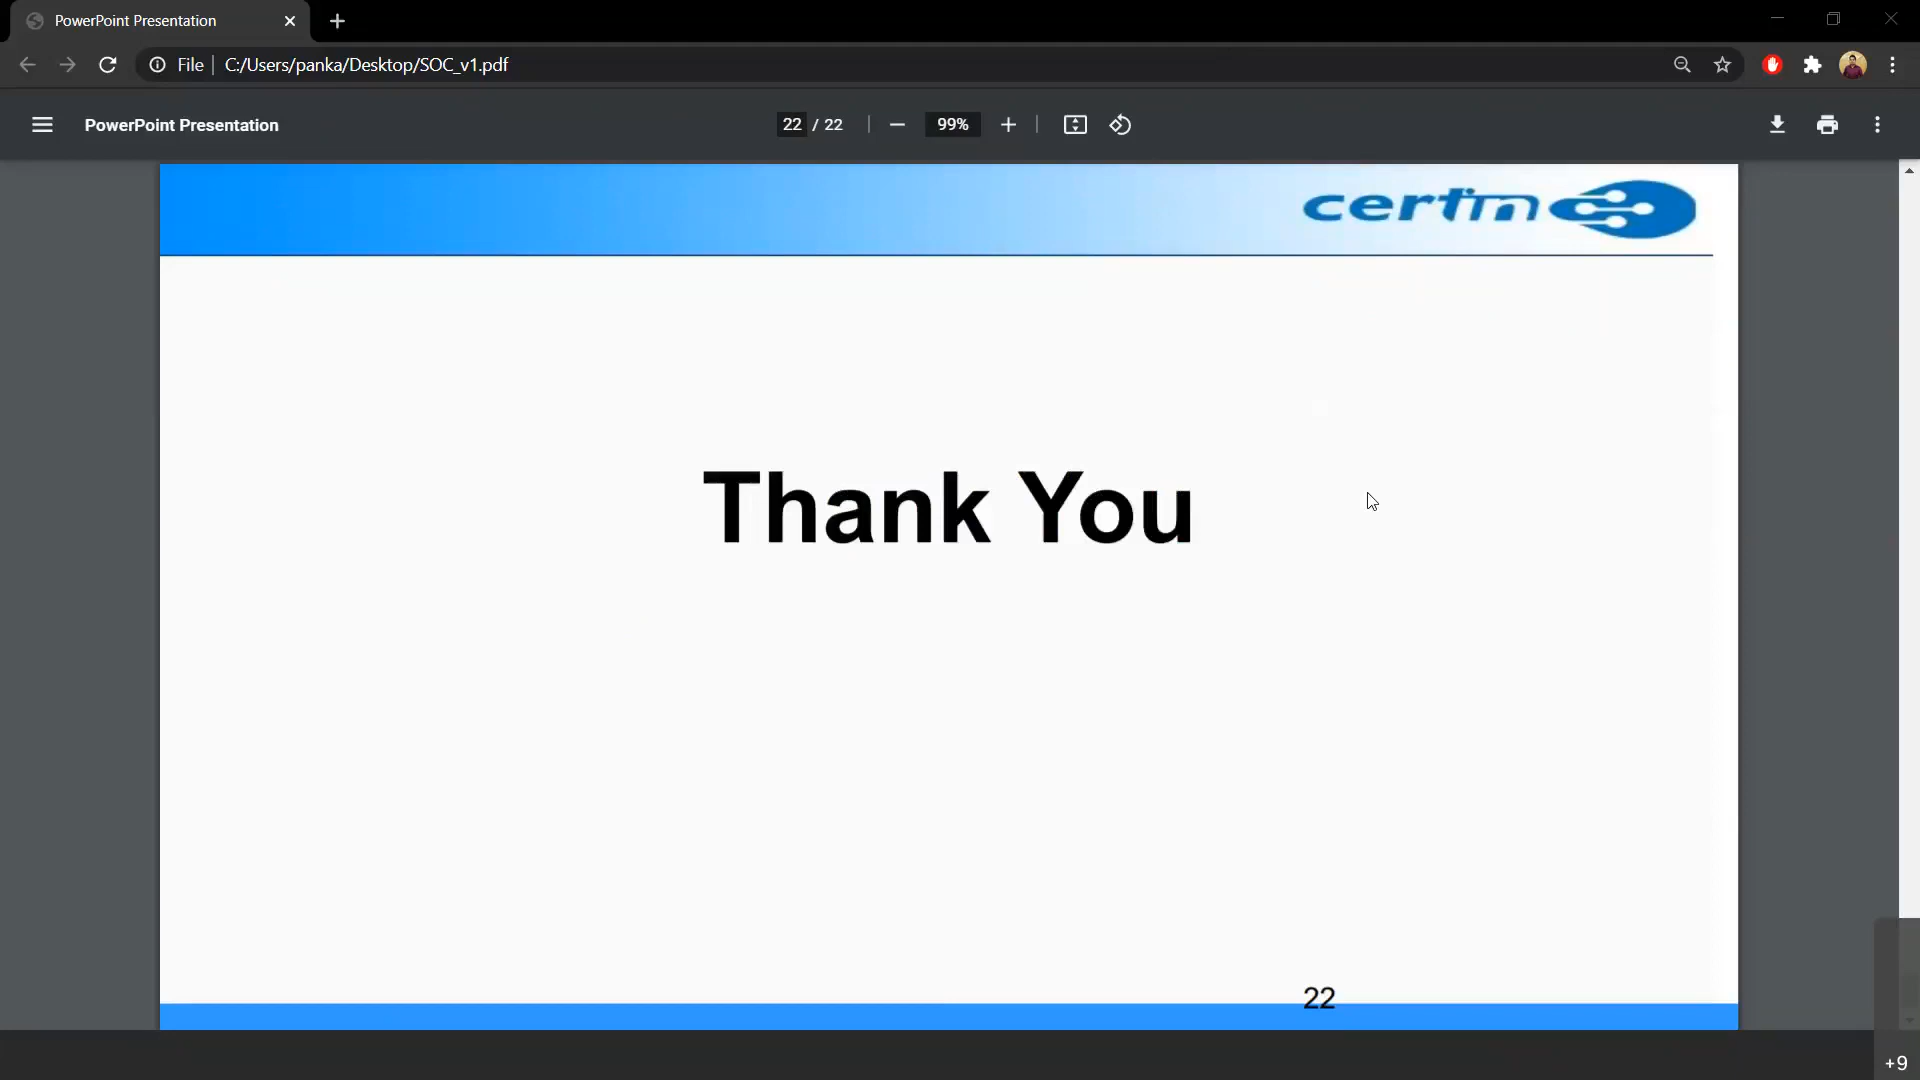 PowerPoint Presentation
File
C:/Users/panka/Desktop/SOC_v1.pdf
PowerPoint Presentation
22 / 22
99%
certin
Thank You
22
+9